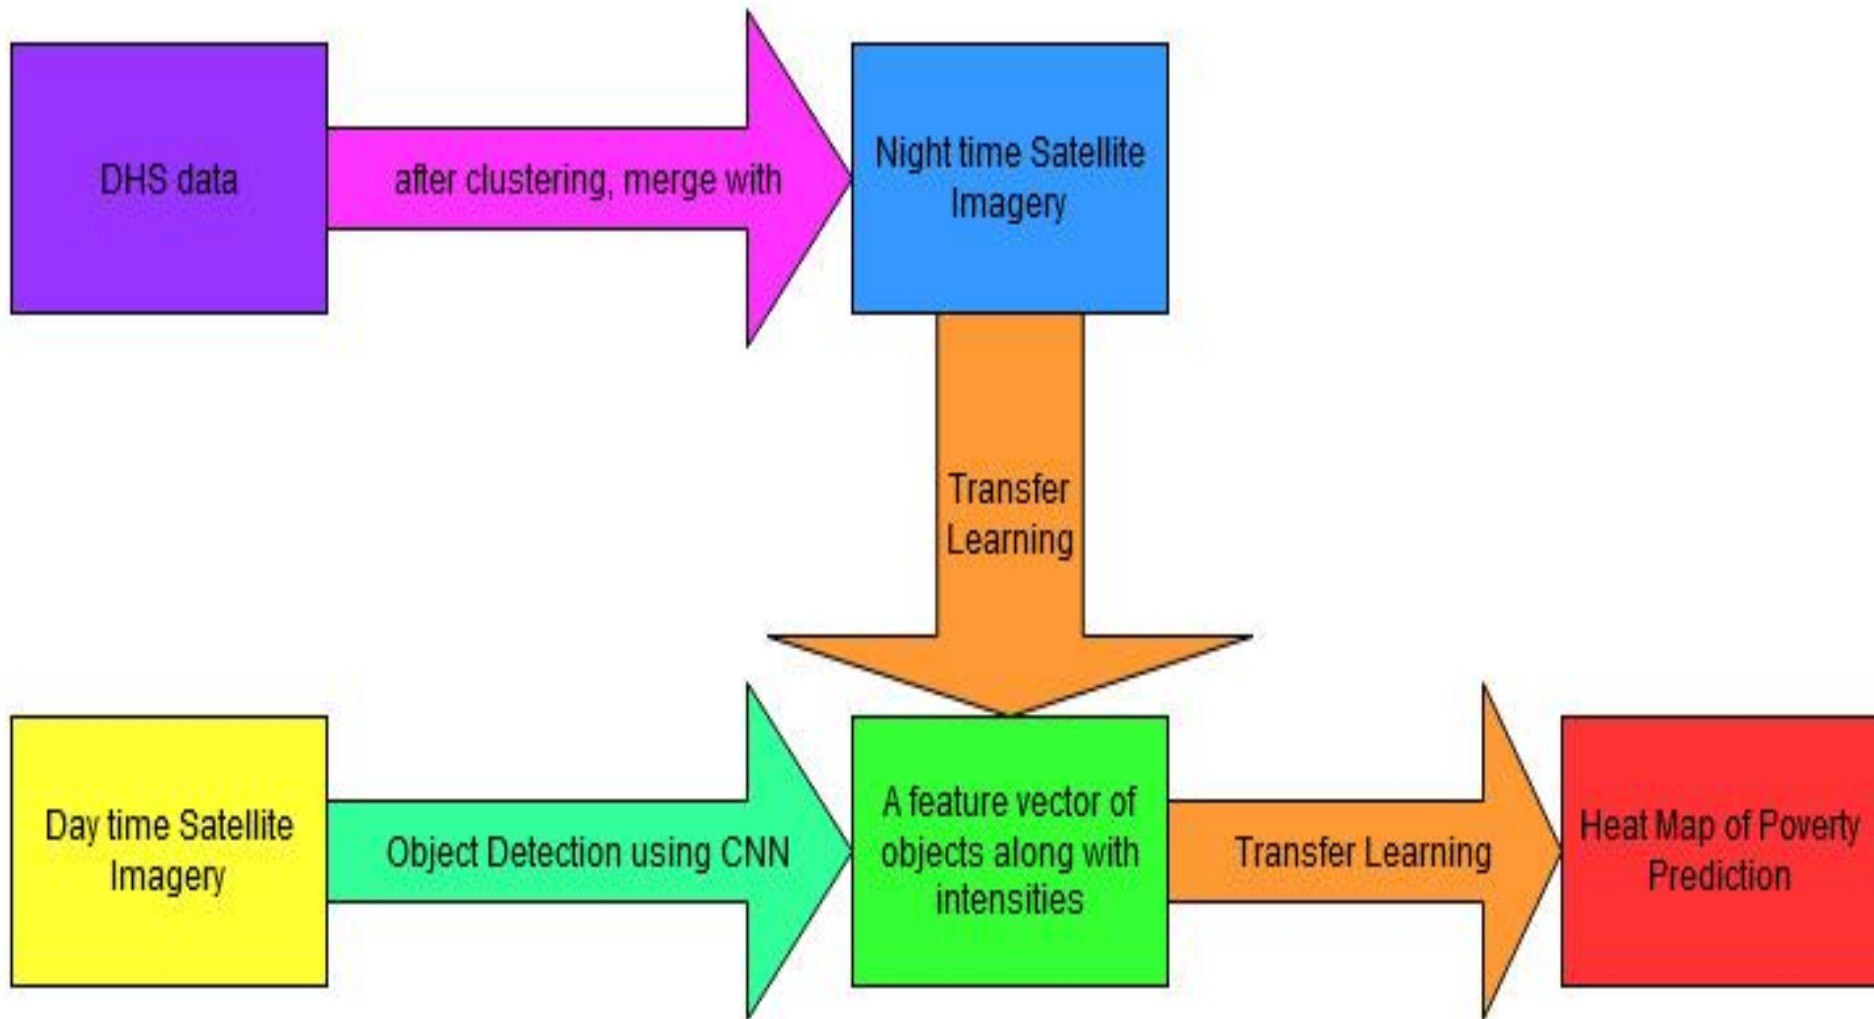 DHS data
after clustering, merge with
Night time Satellite
Imagery
Transfer
Learning
Day time Satellite
Imagery
Object Detection using CNN
A feature vector of
objects along with
intensities
Transfer Learning
Heat Map of Poverty
Prediction